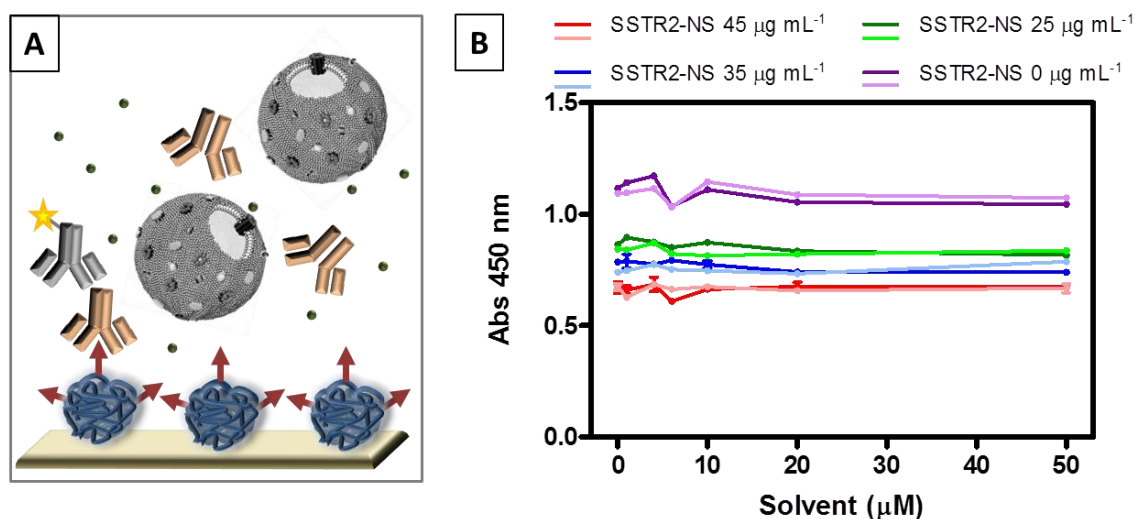 A
B
SSTR2-NS 45 μg mL⁻¹
SSTR2-NS 25 μg mL⁻¹
SSTR2-NS 35 μg mL⁻¹
SSTR2-NS 0 μg mL⁻¹
1.5
1.0
0.5
0.0
Abs 450 nm
0 10 20 30 40 50
Solvent (μM)